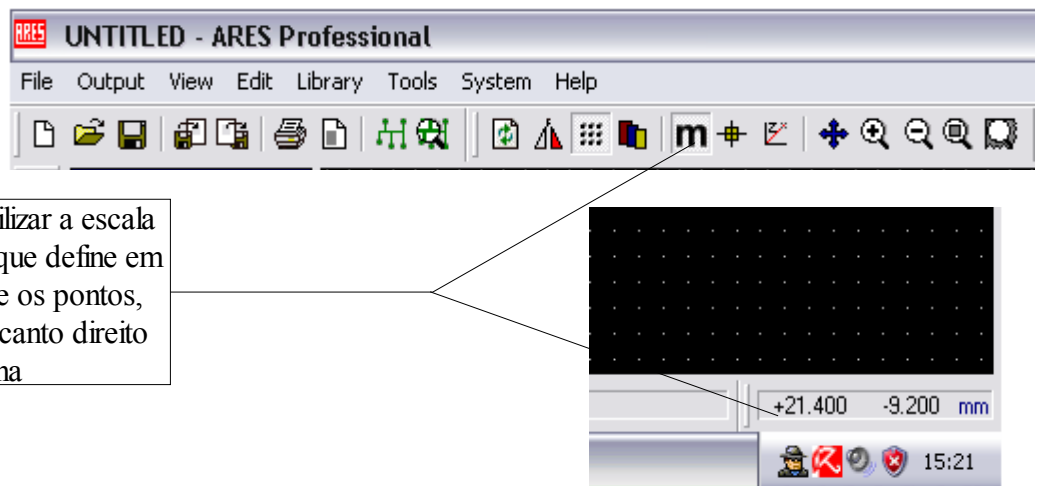 ARES UNTITLED - ARES Professional
File Output View Edit Library Tools System Help
m
ilizar a escala
que define em
e os pontos,
canto direito
na
+21.400 -9.200 mm
15:21